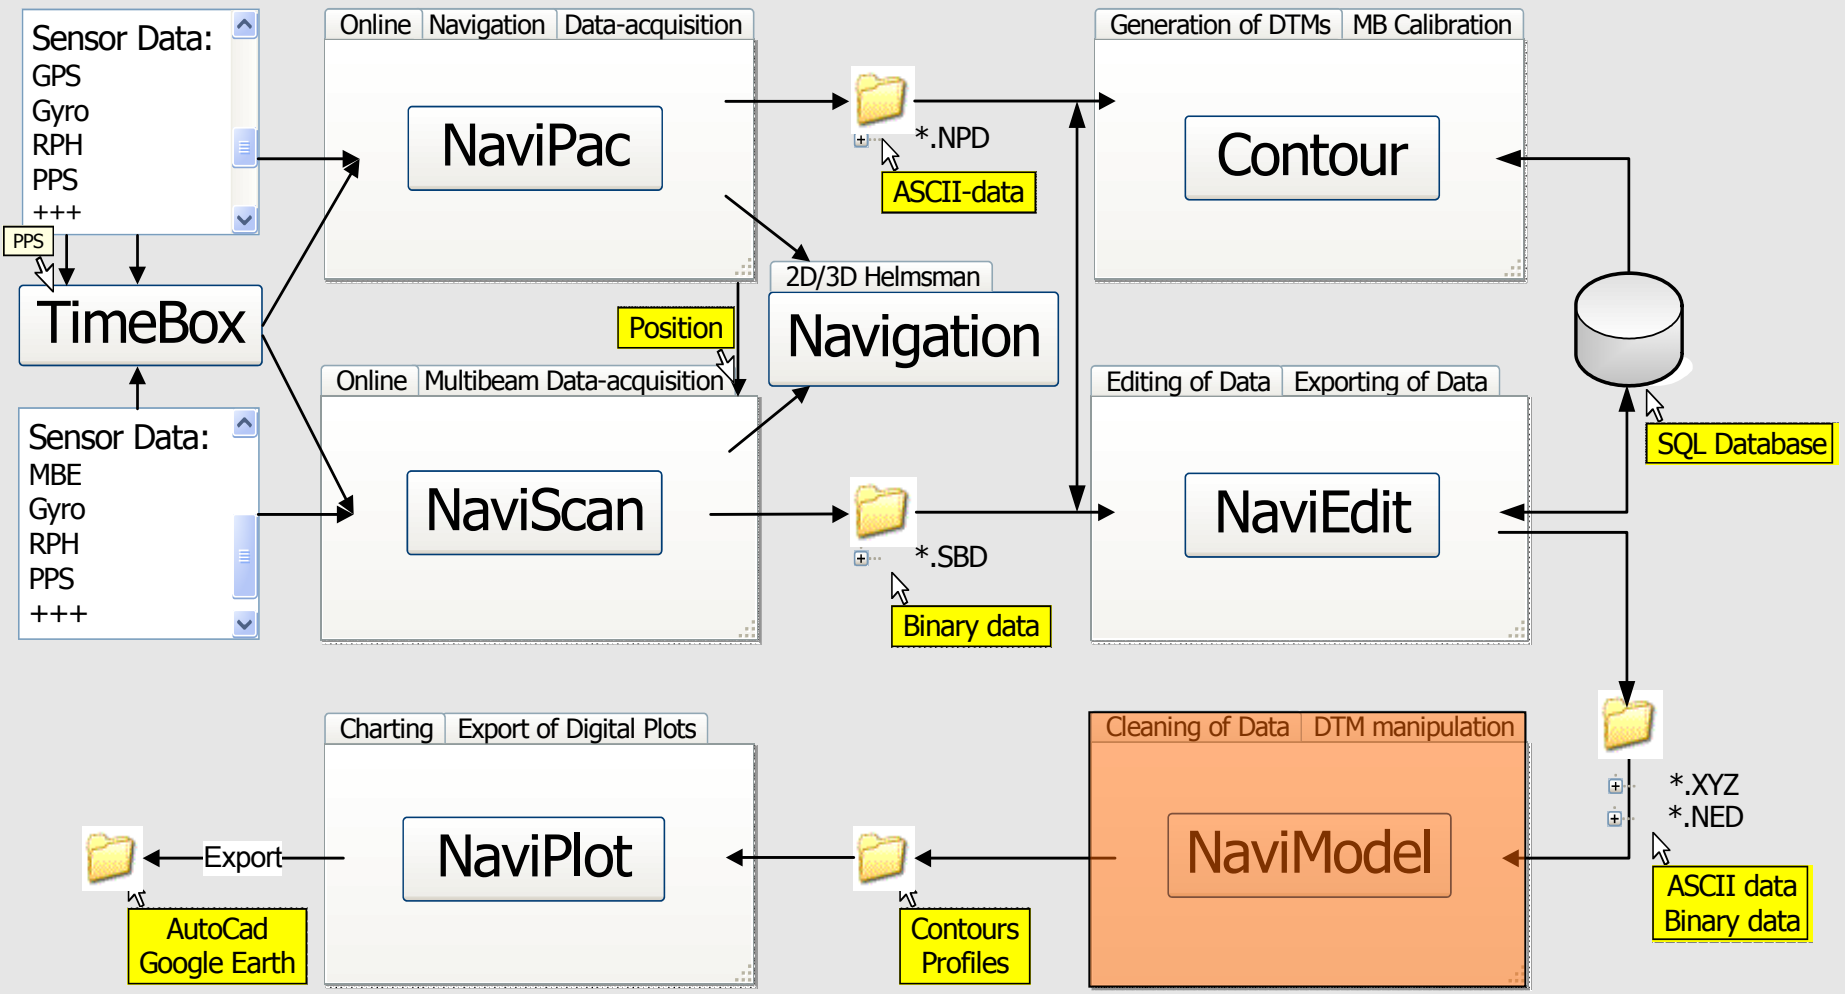 Sensor Data:
GPS
Gyro
RPH
PPS
+++
PPS
TimeBox
Sensor Data:
MBE
Gyro
RPH
PPS
+++
Online Navigation Data-acquisition
NaviPac
*.NPD
ASCII-data
Generation of DTMs MB Calibration
Contour
2D/3D Helmsman
Navigation
Position
Online Multibeam Data-acquisition
NaviScan
*.SBD
Binary data
Editing of Data Exporting of Data
NaviEdit
SQL Database
*.XYZ
*.NED
ASCII data
Binary data
Cleaning of Data DTM manipulation
NaviModel
Contours
Profiles
Charting Export of Digital Plots
NaviPlot
Export
AutoCad
Google Earth